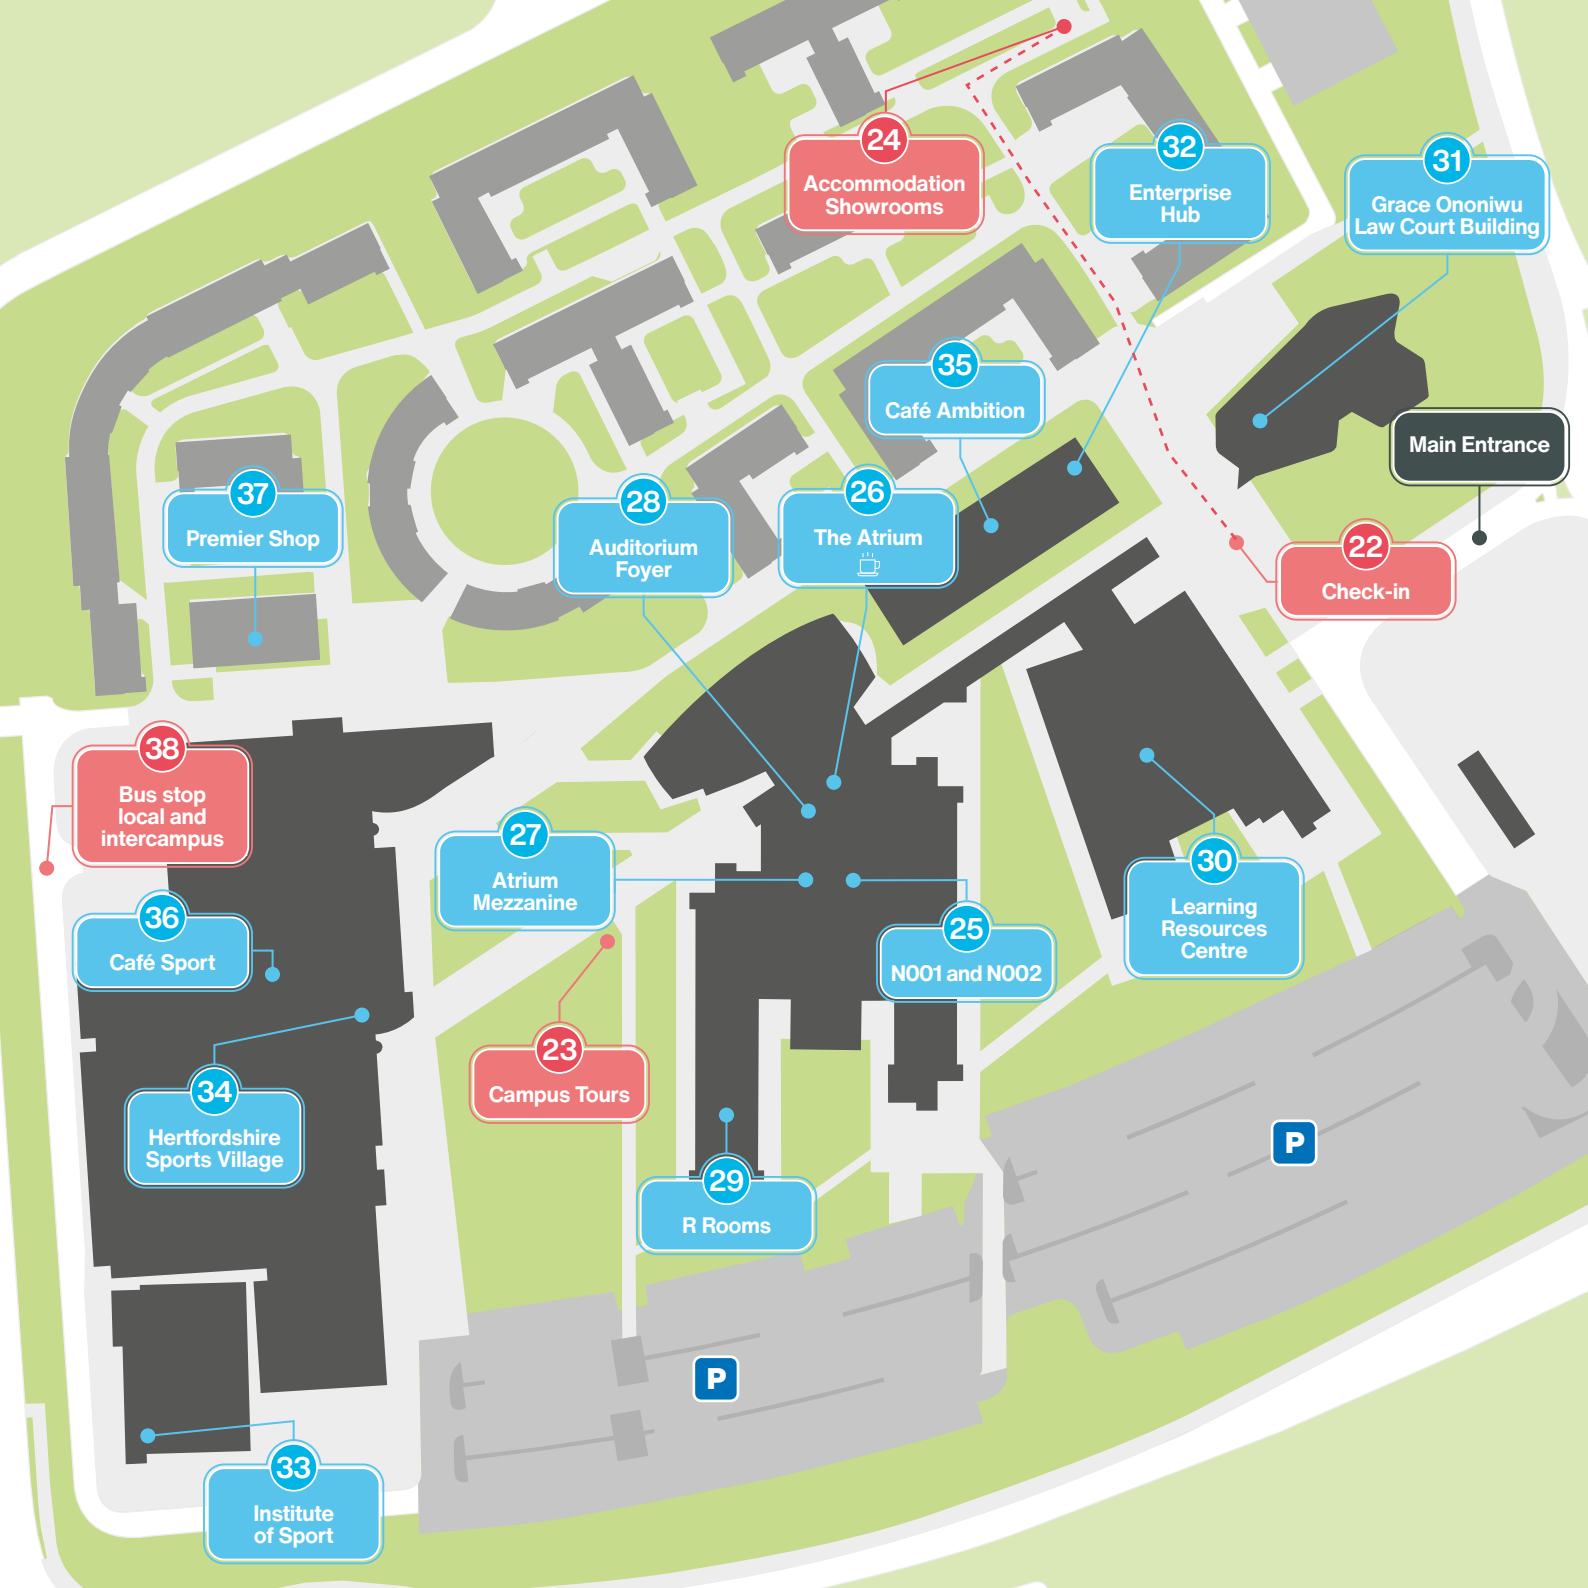 24
Accommodation
Showrooms
32
Enterprise
Hub
31
Grace Ononiwu
Law Court Building
35
Café Ambition
Main Entrance
37
Premier Shop
28
Auditorium
Foyer
26
The Atrium
22
Check-in
38
Bus stop
local and
intercampus
27
Atrium
Mezzanine
30
Learning
Resources
Centre
36
Café Sport
25
N001 and N002
23
Campus Tours
34
Hertfordshire
Sports Village
P
29
R Rooms
P
33
Institute
of Sport